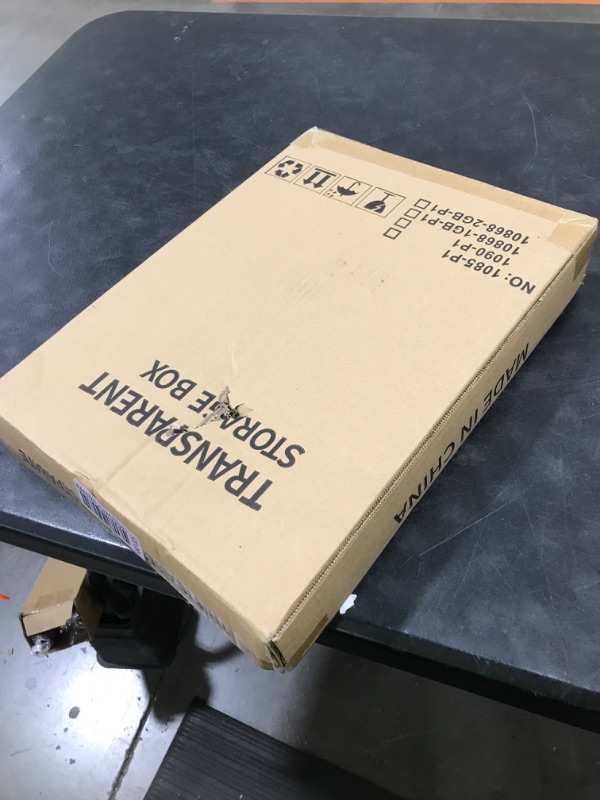 TRANSPARENT
STORAGE BOX
NO: 1085-P1
1090-P1
10868-1GB-P1
10868-2GB-P1
MADE IN CHINA